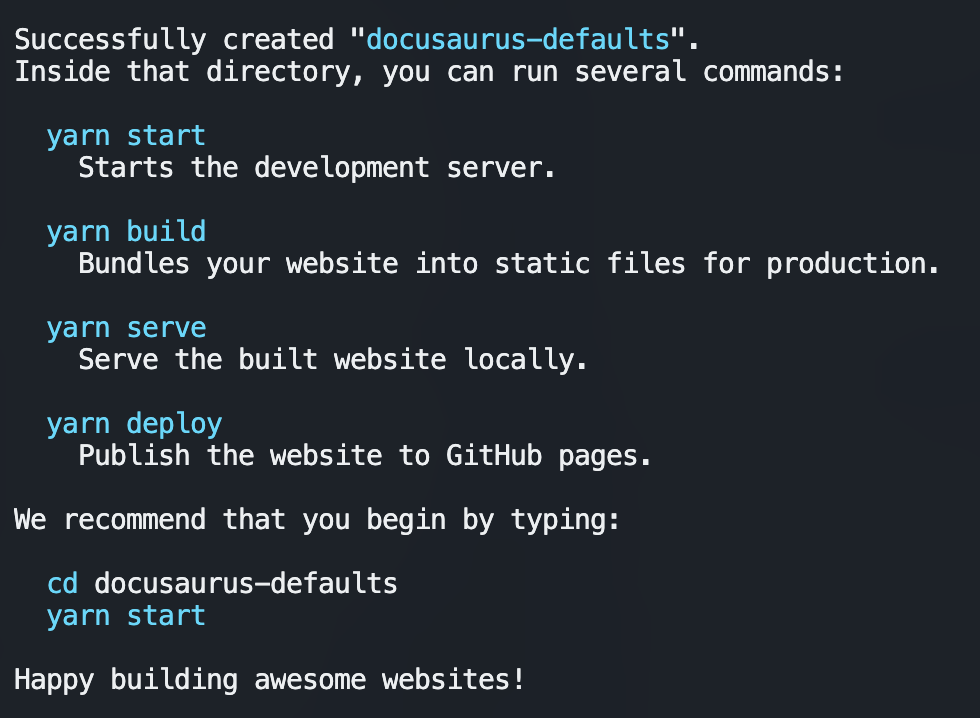 Successfully created "docusaurus-defaults".
Inside that directory, you can run several commands:
yarn start
Starts the development server.
yarn build
Bundles your website into static files for production.
yarn serve
Serve the built website locally.
yarn deploy
Publish the website to GitHub pages.
We recommend that you begin by typing:
cd docusaurus-defaults
yarn start
Happy building awesome websites!